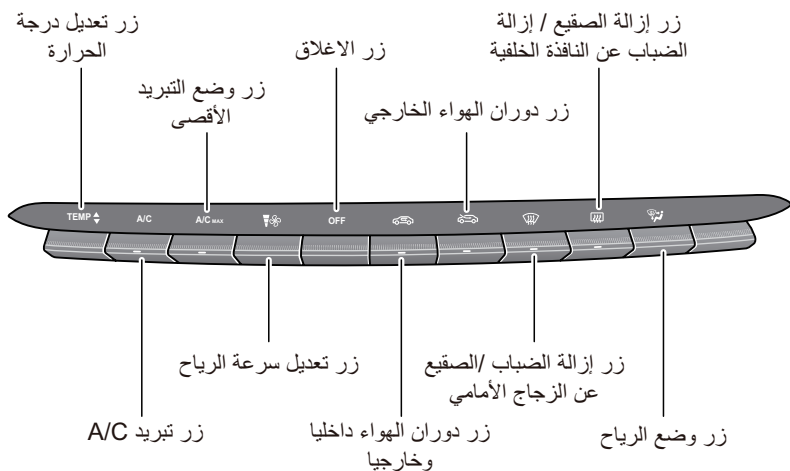 زر تعديل درجة
الحرارة
زر وضع التبريد
الأقصى
زر الاغلاق
زر دوران الهواء الخارجي
زر إزالة الصقيع / إزالة
الضباب عن النافذة الخلفية
TEMP A/C A/C MAX OFF
زر تبريد A/C
زر تعديل سرعة الرياح
زر دوران الهواء داخليا
وخارجيا
زر إزالة الضباب /الصقيع
عن الزجاج الأمامي
زر وضع الرياح